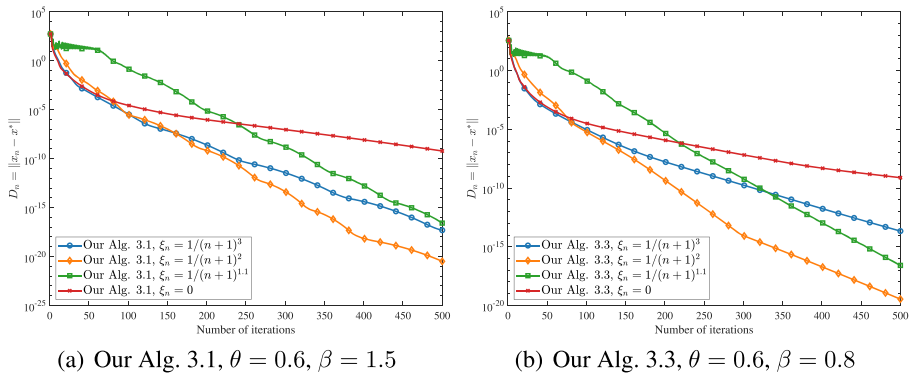 10^5
10^0
10^-5
10^-10
10^-15
10^-20
10^-25
D_n = ||x_n − x*||
Our Alg. 3.1, ξ_n = 1/(n + 1)^3
Our Alg. 3.1, ξ_n = 1/(n + 1)^2
Our Alg. 3.1, ξ_n = 1/(n + 1)^1.1
Our Alg. 3.1, ξ_n = 0
0 50 100 150 200 250 300 350 400 450 500
Number of iterations
(a) Our Alg. 3.1, θ = 0.6, β = 1.5
10^5
10^0
10^-5
10^-10
10^-15
10^-20
D_n = ||x_n − x*||
Our Alg. 3.3, ξ_n = 1/(n + 1)^3
Our Alg. 3.3, ξ_n = 1/(n + 1)^2
Our Alg. 3.3, ξ_n = 1/(n + 1)^1.1
Our Alg. 3.3, ξ_n = 0
0 50 100 150 200 250 300 350 400 450 500
Number of iterations
(b) Our Alg. 3.3, θ = 0.6, β = 0.8